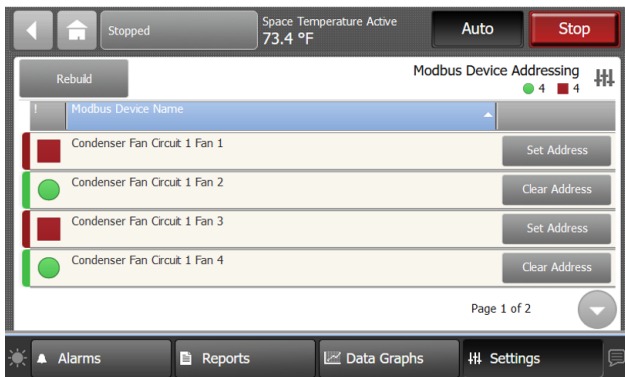 Stopped
Space Temperature Active
73.4 °F
Auto
Stop
Rebuild
Modbus Device Addressing
4 4
! Modbus Device Name
Condenser Fan Circuit 1 Fan 1 Set Address
Condenser Fan Circuit 1 Fan 2 Clear Address
Condenser Fan Circuit 1 Fan 3 Set Address
Condenser Fan Circuit 1 Fan 4 Clear Address
Page 1 of 2
Alarms Reports Data Graphs Settings